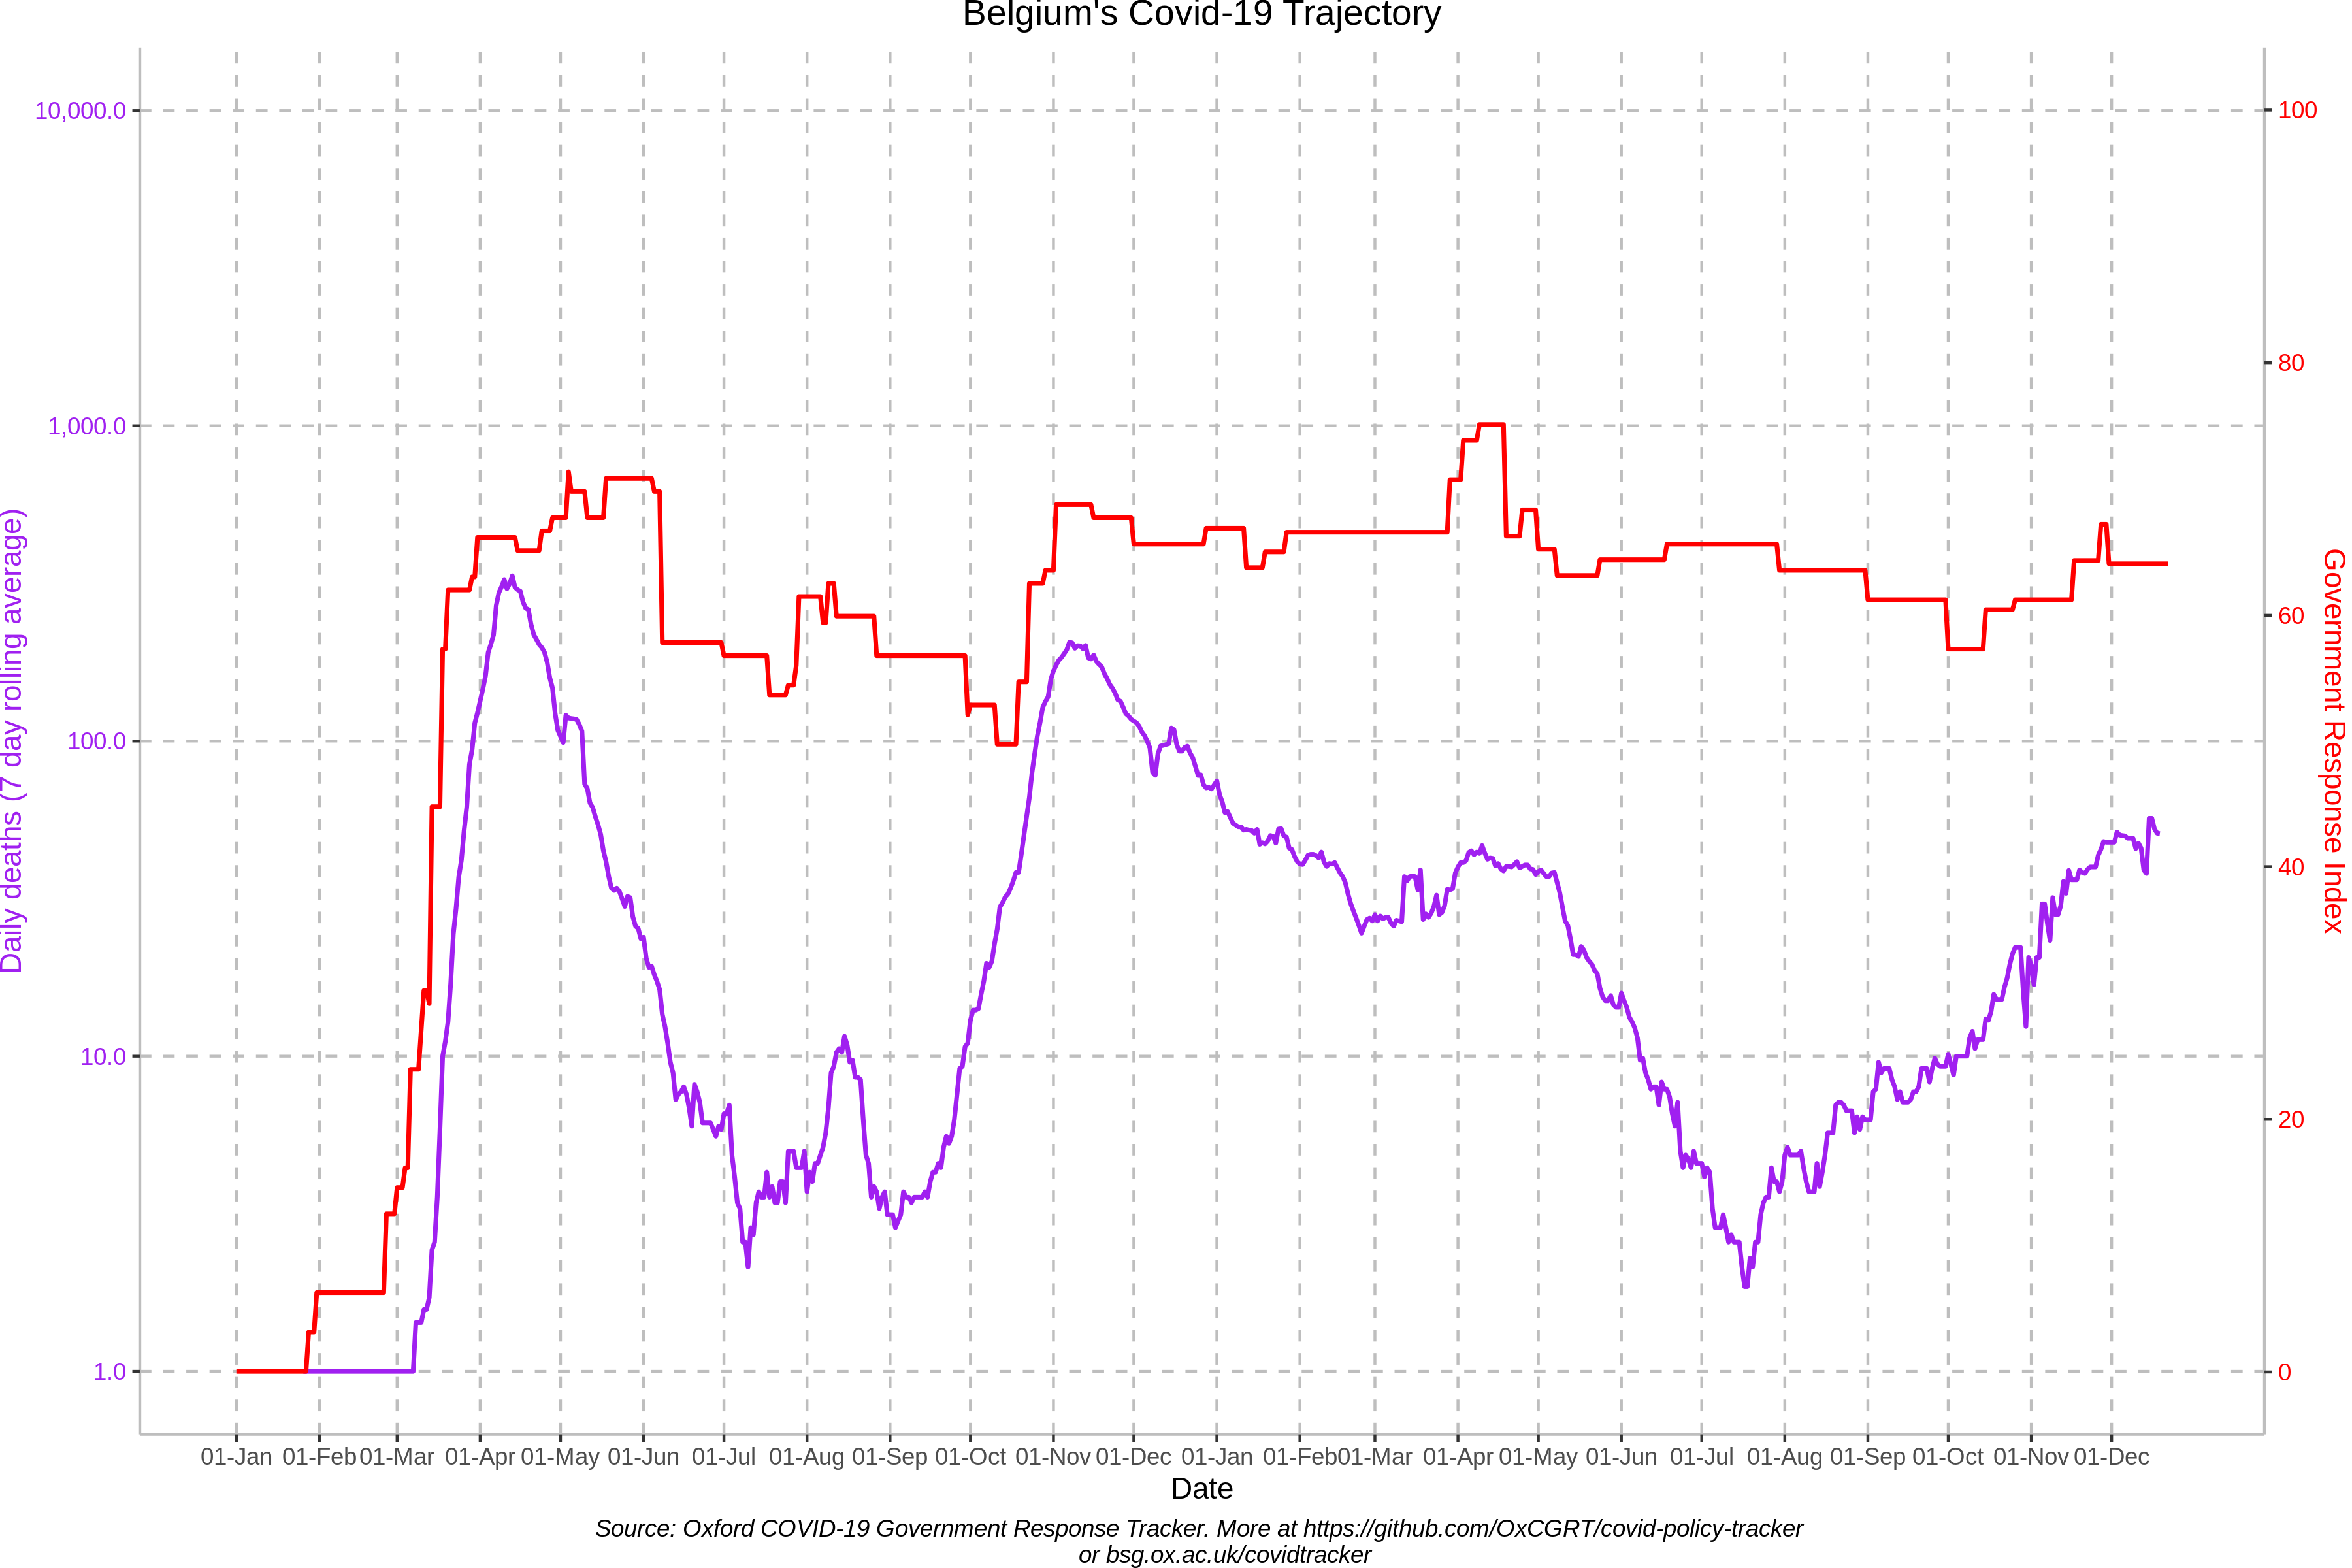 Belgium's Covid-19 Trajectory
10,000.0
1,000.0
100.0
10.0
1.0
Daily deaths (7 day rolling average)
100
80
60
40
20
0
Government Response Index
01-Jan 01-Feb 01-Mar 01-Apr 01-May 01-Jun 01-Jul 01-Aug 01-Sep 01-Oct 01-Nov 01-Dec 01-Jan 01-Feb 01-Mar 01-Apr 01-May 01-Jun 01-Jul 01-Aug 01-Sep 01-Oct 01-Nov 01-Dec
Date
Source: Oxford COVID-19 Government Response Tracker. More at https://github.com/OxCGRT/covid-policy-tracker
or bsg.ox.ac.uk/covidtracker